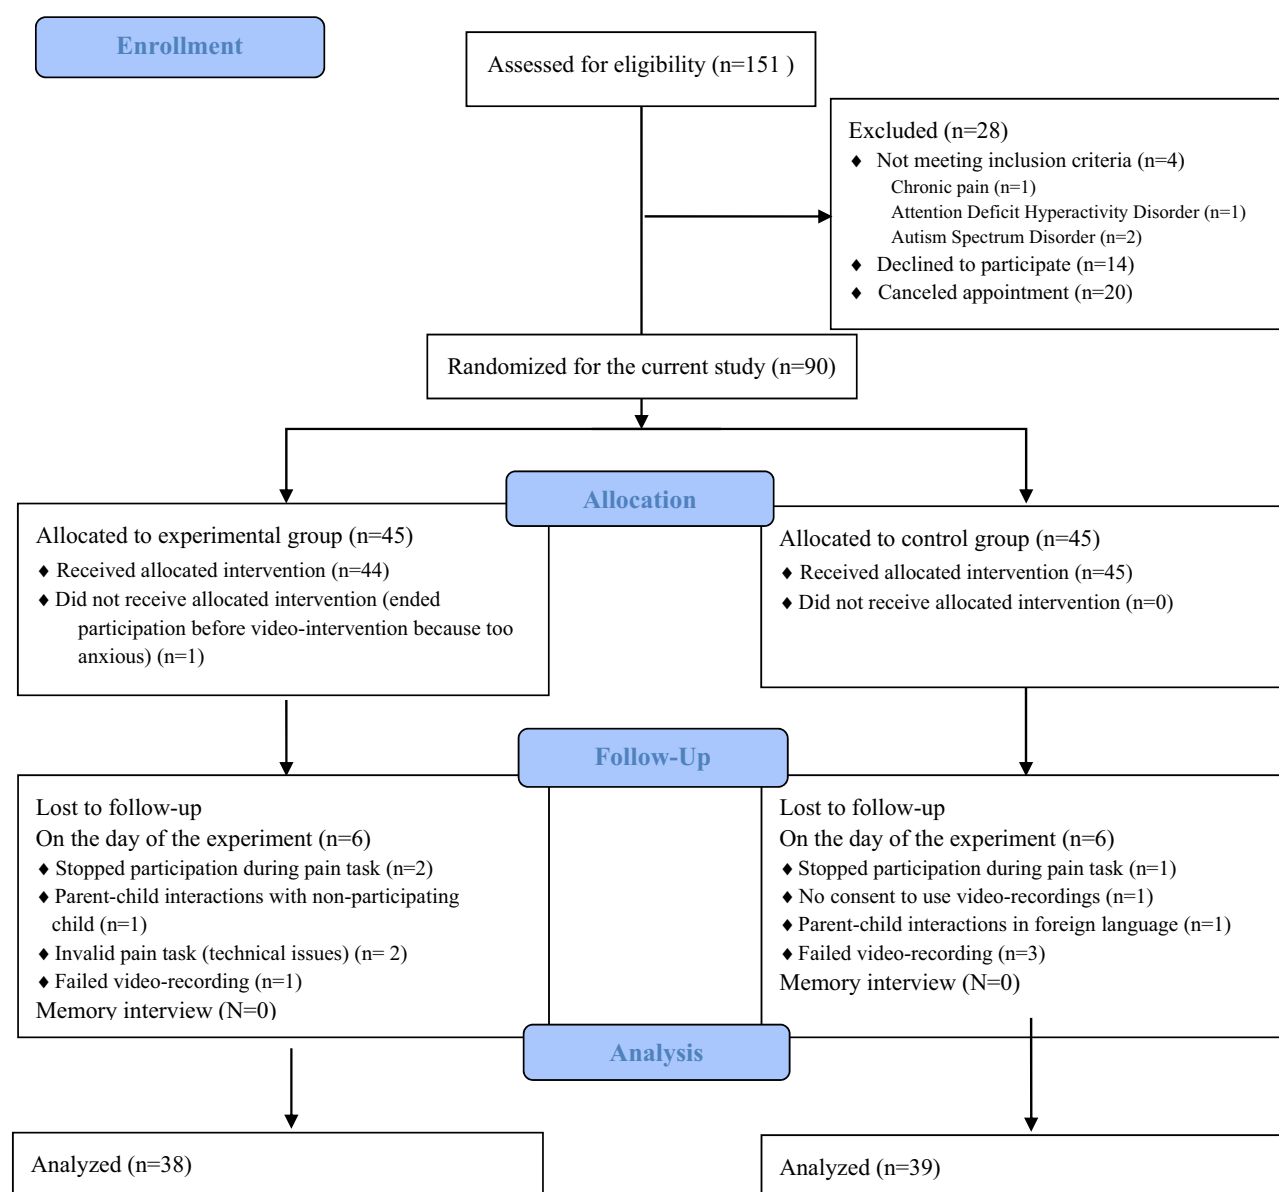 Enrollment
Assessed for eligibility (n=151 )
Excluded (n=28)
♦ Not meeting inclusion criteria (n=4)
Chronic pain (n=1)
Attention Deficit Hyperactivity Disorder (n=1)
Autism Spectrum Disorder (n=2)
♦ Declined to participate (n=14)
♦ Canceled appointment (n=20)
Randomized for the current study (n=90)
Allocation
Allocated to experimental group (n=45)
♦ Received allocated intervention (n=44)
♦ Did not receive allocated intervention (ended
participation before video-intervention because too
anxious) (n=1)
Allocated to control group (n=45)
♦ Received allocated intervention (n=45)
♦ Did not receive allocated intervention (n=0)
Follow-Up
Lost to follow-up
On the day of the experiment (n=6)
♦ Stopped participation during pain task (n=2)
♦ Parent-child interactions with non-participating
child (n=1)
♦ Invalid pain task (technical issues) (n= 2)
♦ Failed video-recording (n=1)
Memory interview (N=0)
Lost to follow-up
On the day of the experiment (n=6)
♦ Stopped participation during pain task (n=1)
♦ No consent to use video-recordings (n=1)
♦ Parent-child interactions in foreign language (n=1)
♦ Failed video-recording (n=3)
Memory interview (N=0)
Analysis
Analyzed (n=38)
Analyzed (n=39)